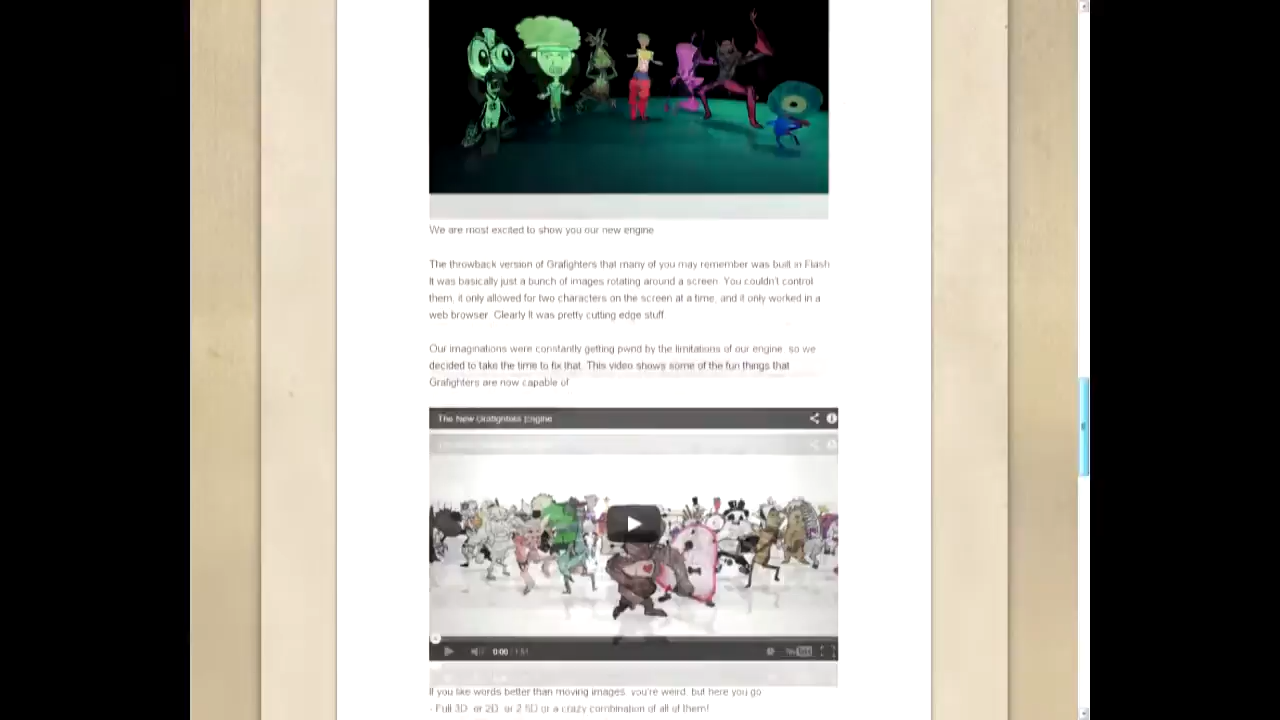 We are most excited to show you our new engine
The throwback version of Grafighters that many of you may remember was built in Flash
It was basically just a bunch of images rotating around a screen. You couldn't control
them, it only allowed for two characters on the screen at a time, and it only worked in a
web browser. Clearly It was pretty cutting edge stuff
Our imaginations were constantly getting pwnd by the limitations of our engine, so we
decided to take the time to fix that. This video shows some of the fun things that
Grafighters are now capable of
The New Grafighters Engine
0:00 / 1:51
If you like words better than moving images, you're weird, but here you go
- Full 3D, or 2D, or 2.5D or a crazy combination of all of them!